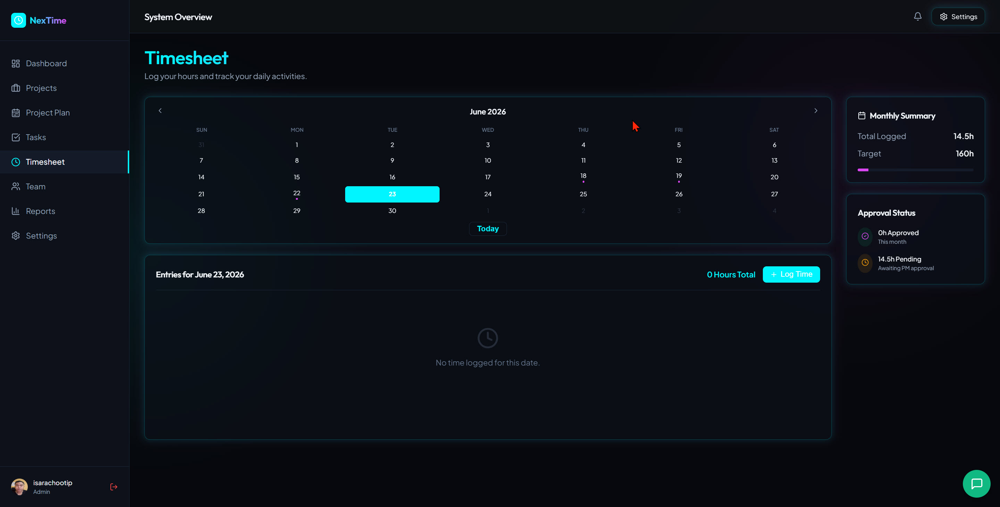 NexTime
Dashboard
Projects
Project Plan
Tasks
Timesheet
Team
Reports
Settings
isarachootip
Admin
System Overview
Settings
Timesheet
Log your hours and track your daily activities.
June 2026
SUN MON TUE WED THU FRI SAT
31 1 2 3 4 5 6
7 8 9 10 11 12 13
14 15 16 17 18 19 20
21 22 23 24 25 26 27
28 29 30 1 2 3 4
Today
Entries for June 23, 2026
0 Hours Total
+ Log Time
No time logged for this date.
Monthly Summary
Total Logged 14.5h
Target 160h
Approval Status
0h Approved
This month
14.5h Pending
Awaiting PM approval